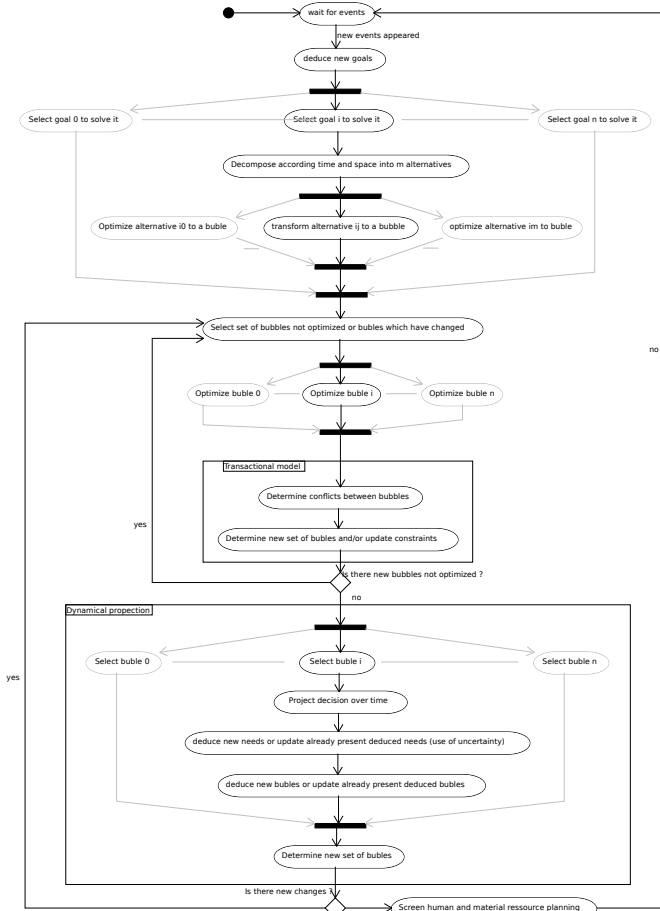 wait for events
new events appeared
deduce new goals
Select goal 0 to solve it
Select goal i to solve it
Select goal n to solve it
Decompose according time and space into m alternatives
Optimize alternative i0 to a buble
transform alternative ij to a bubble
optimize alternative im to buble
Select set of bubbles not optimized or bubles which have changed
no
Optimize buble 0
Optimize buble i
Optimize buble n
Transactional model
Determine conflicts between bubbles
yes
Determine new set of bubles and/or update constraints
is there new bubbles not optimized ?
no
Dynamical propection
Select buble 0
Select buble i
Select buble n
yes
Project decision over time
deduce new needs or update already present deduced needs (use of uncertainty)
deduce new bubles or update already present deduced bubles
Determine new set of bubles
Is there new changes ?
Screen human and material ressource planning